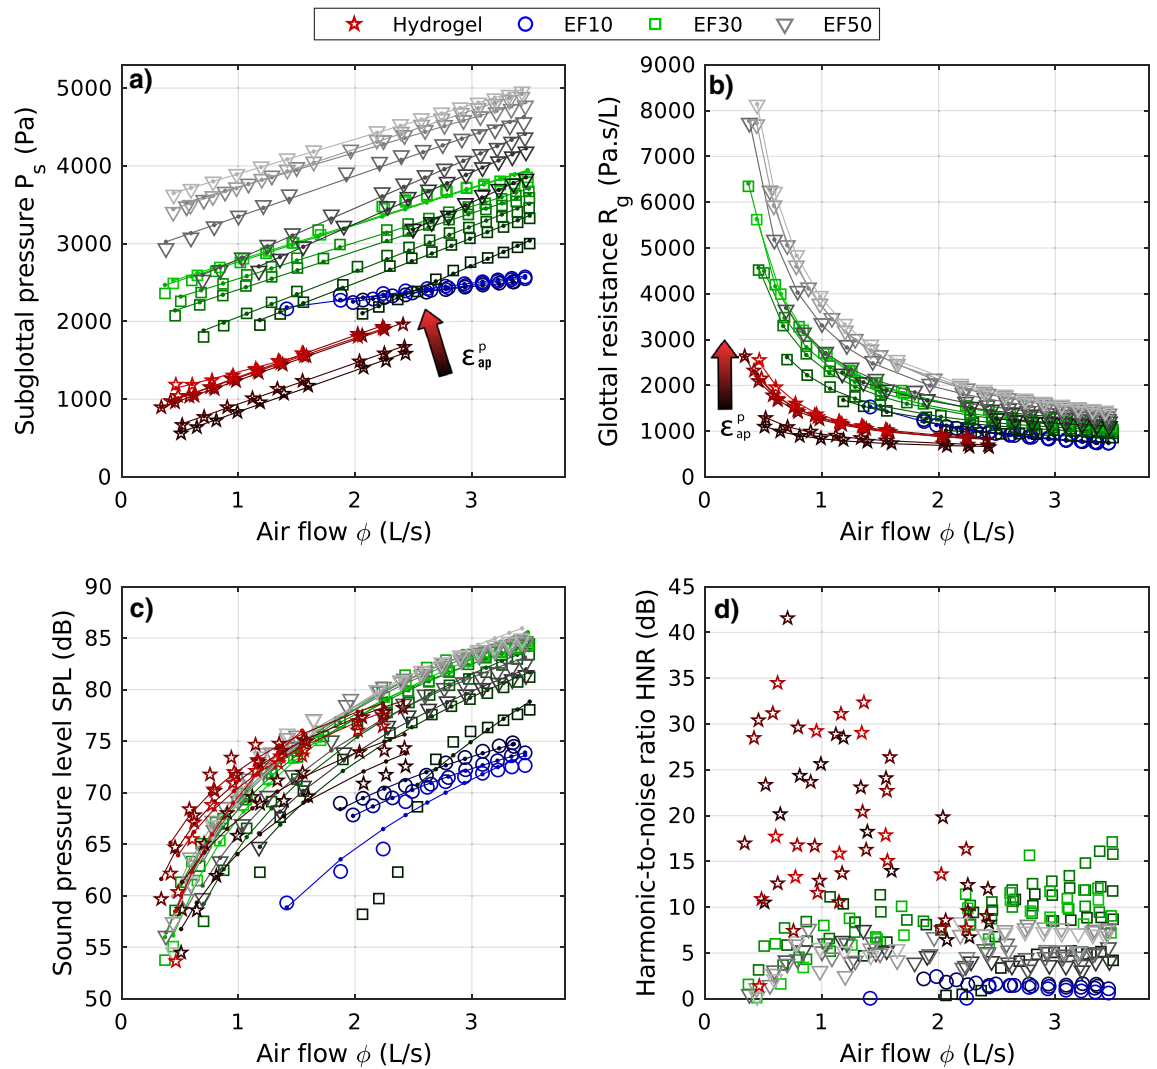 Hydrogel EF10 EF30 EF50
a)
5000
4000
3000
2000
1000
0
0 1 2 3
Subglottal pressure Ps (Pa)
Air flow ϕ (L/s)
εap p
b)
9000
8000
7000
6000
5000
4000
3000
2000
1000
0
0 1 2 3
Glottal resistance Rg (Pa.s/L)
Air flow ϕ (L/s)
εap p
c)
90
85
80
75
70
65
60
55
50
0 1 2 3
Sound pressure level SPL (dB)
Air flow ϕ (L/s)
d)
45
40
35
30
25
20
15
10
5
0
0 1 2 3
Harmonic-to-noise ratio HNR (dB)
Air flow ϕ (L/s)